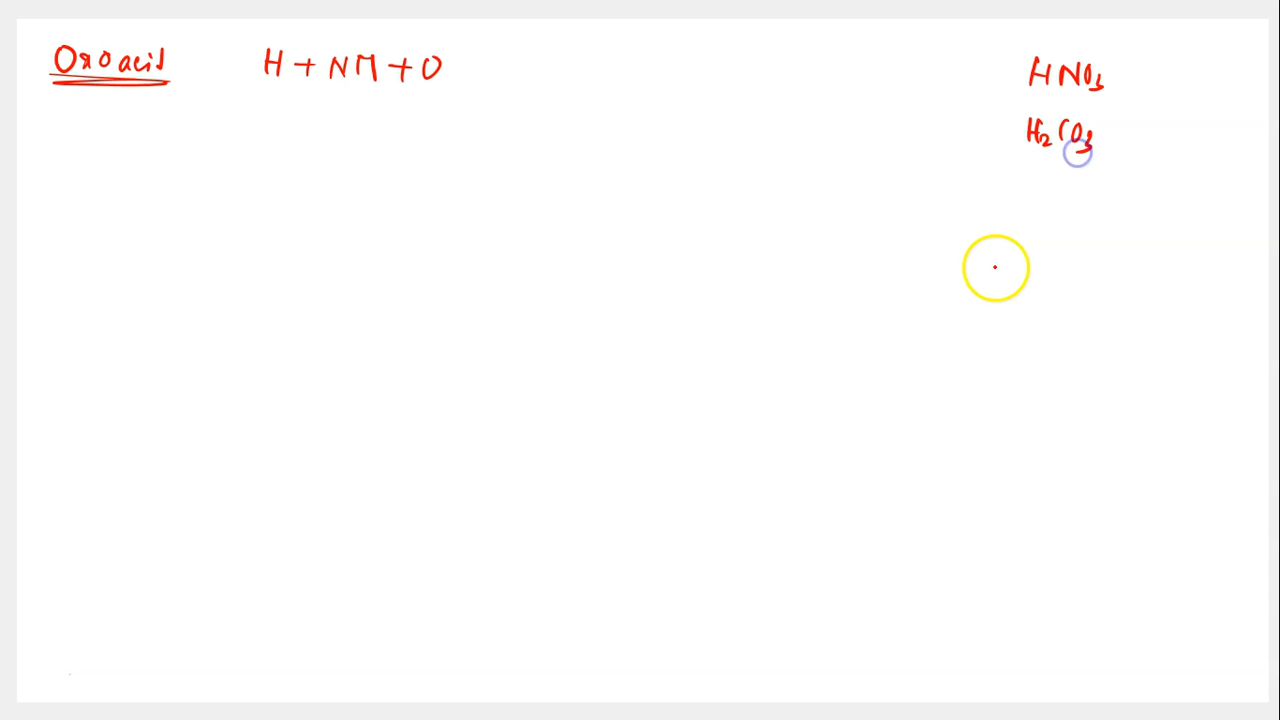 Oxoacid H + NM + O
HNO₃
H₂CO₃